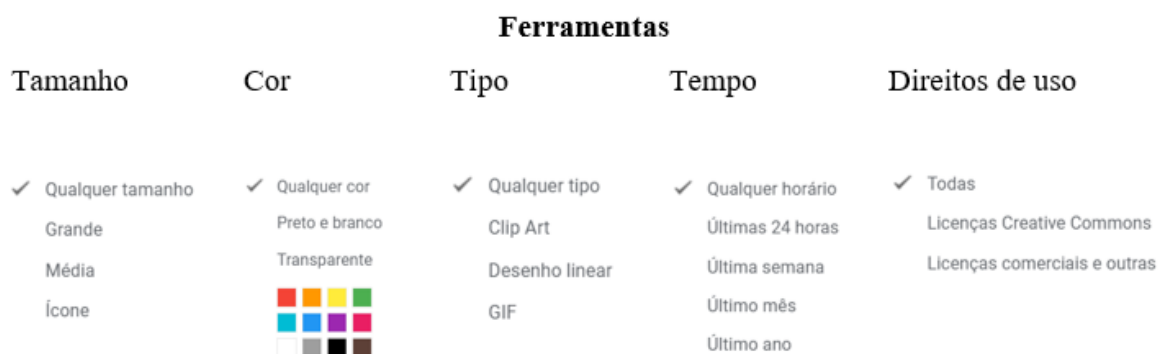 Ferramentas
Tamanho
Cor
Tipo
Tempo
Direitos de uso
Qualquer tamanho
Grande
Média
Ícone
Qualquer cor
Preto e branco
Transparente
Qualquer tipo
Clip Art
Desenho linear
GIF
Qualquer horário
Últimas 24 horas
Última semana
Último mês
Último ano
Todas
Licenças Creative Commons
Licenças comerciais e outras